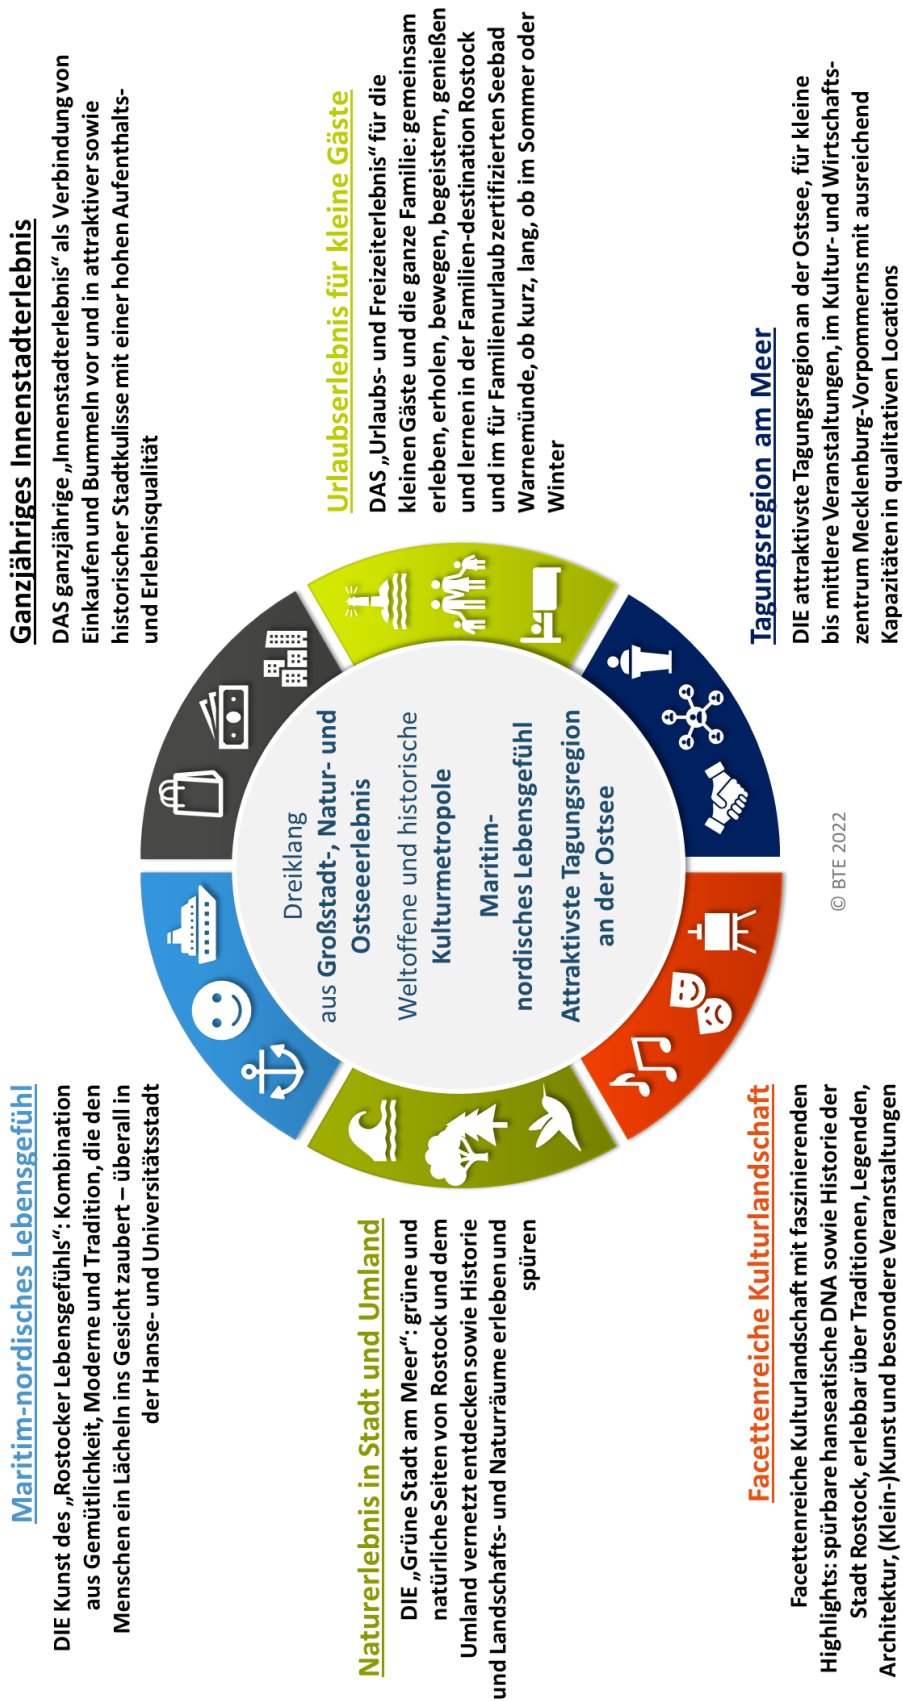 Maritim-nordisches Lebensgefühl
DIE Kunst des „Rostocker Lebensgefühls“: Kombination
aus Gemütlichkeit, Moderne und Tradition, die den
Menschen ein Lächeln ins Gesicht zaubert – überall in
der Hanse- und Universitätsstadt
Ganzjähriges Innenstadterlebnis
DAS ganzjährige „Innenstadterlebnis“ als Verbindung von
Einkaufen und Bummeln vor und in attraktiver sowie
historischer Stadtkulisse mit einer hohen Aufenthalts-
und Erlebnisqualität
Naturerlebnis in Stadt und Umland
DIE „Grüne Stadt am Meer“: grüne und
natürliche Seiten von Rostock und dem
Umland vernetzt entdecken sowie Historie
und Landschafts- und Naturräume erleben und
spüren
Dreiklang
aus Großstadt-, Natur- und
Ostseeerlebnis
Weltoffene und historische
Kulturmetropole
Maritim-
nordisches Lebensgefühl
Attraktivste Tagungsregion
an der Ostsee
Urlaubserlebnis für kleine Gäste
DAS „Urlaubs- und Freizeiterlebnis“ für die
kleinen Gäste und die ganze Familie: gemeinsam
erleben, erholen, bewegen, begeistern, genießen
und lernen in der Familien-destination Rostock
und im für Familienurlaub zertifizierten Seebad
Warnemünde, ob kurz, lang, ob im Sommer oder
Winter
Facettenreiche Kulturlandschaft
Facettenreiche Kulturlandschaft mit faszinierenden
Highlights: spürbare hanseatische DNA sowie Historie der
Stadt Rostock, erlebbar über Traditionen, Legenden,
Architektur, (Klein-)Kunst und besondere Veranstaltungen
Tagungsregion am Meer
DIE attraktivste Tagungsregion an der Ostsee, für kleine
bis mittlere Veranstaltungen, im Kultur- und Wirtschafts-
zentrum Mecklenburg-Vorpommerns mit ausreichend
Kapazitäten in qualitativen Locations
© BTE 2022